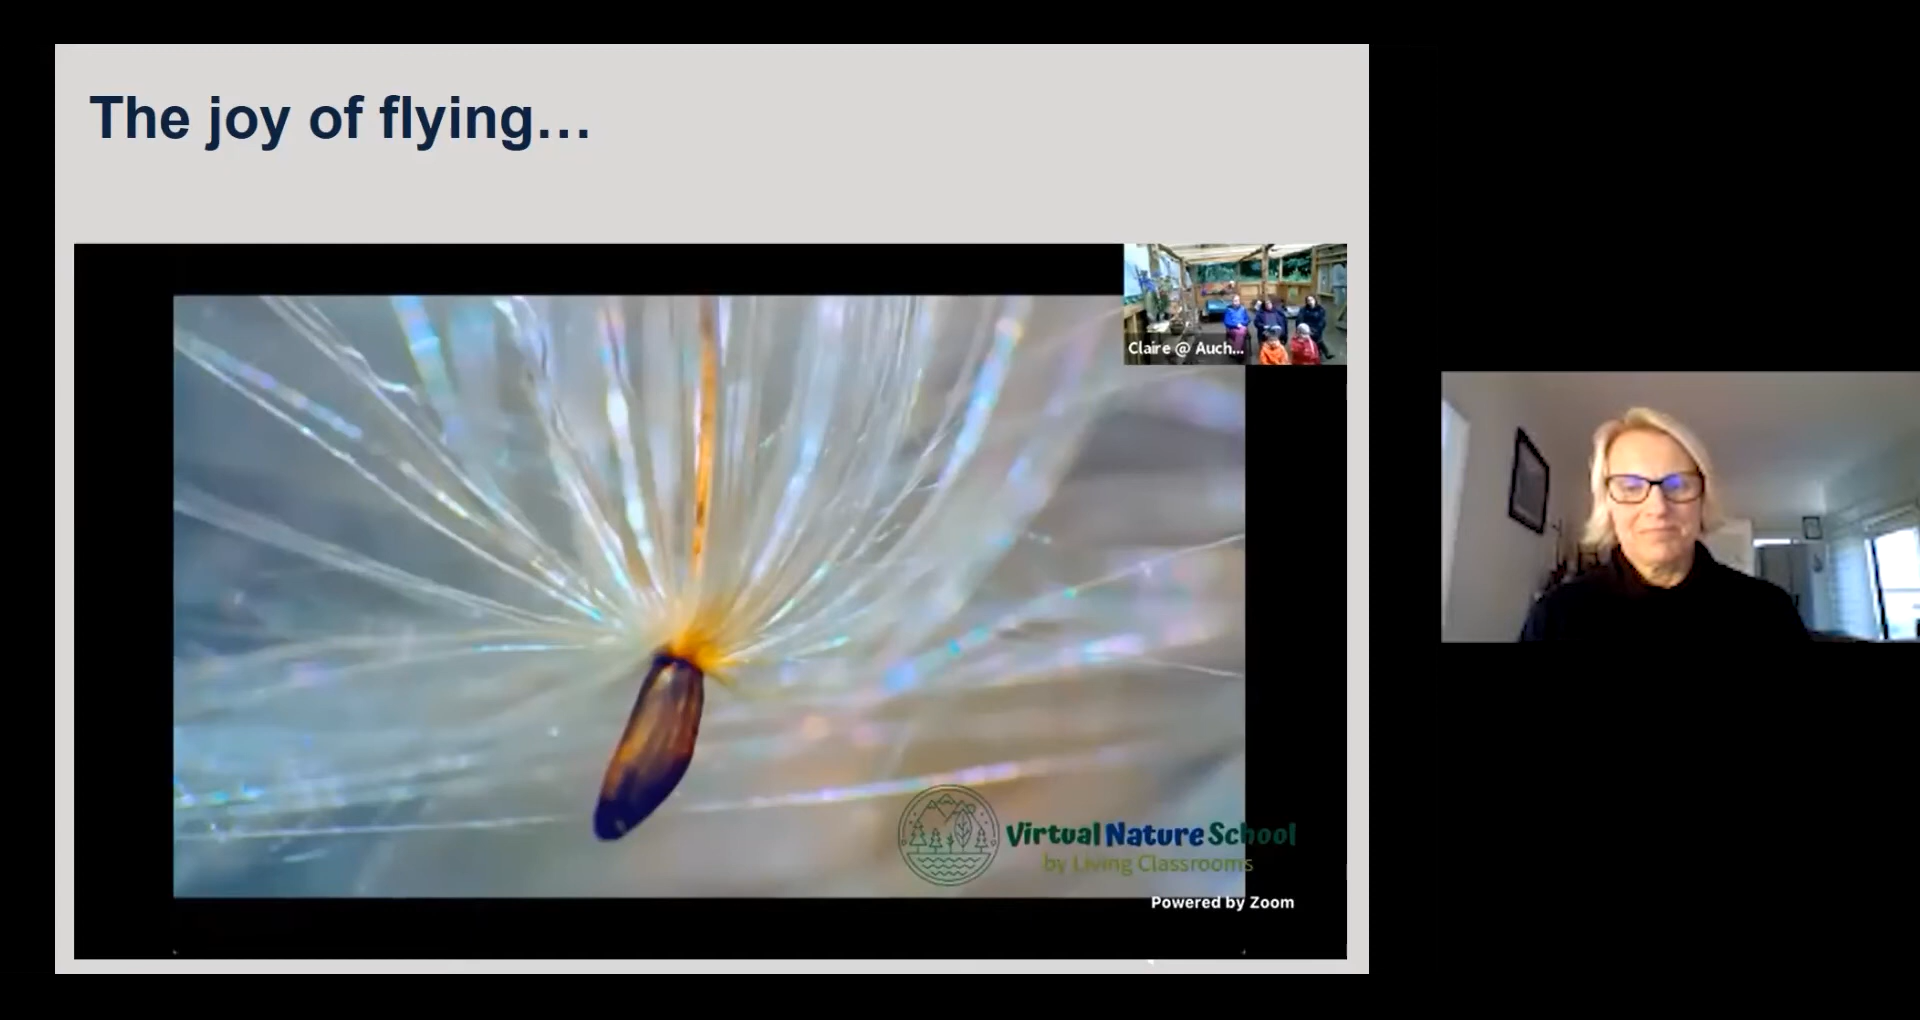 The joy of flying...
Claire @ Auch...
Virtual Nature School
by Living Classrooms
Powered by Zoom